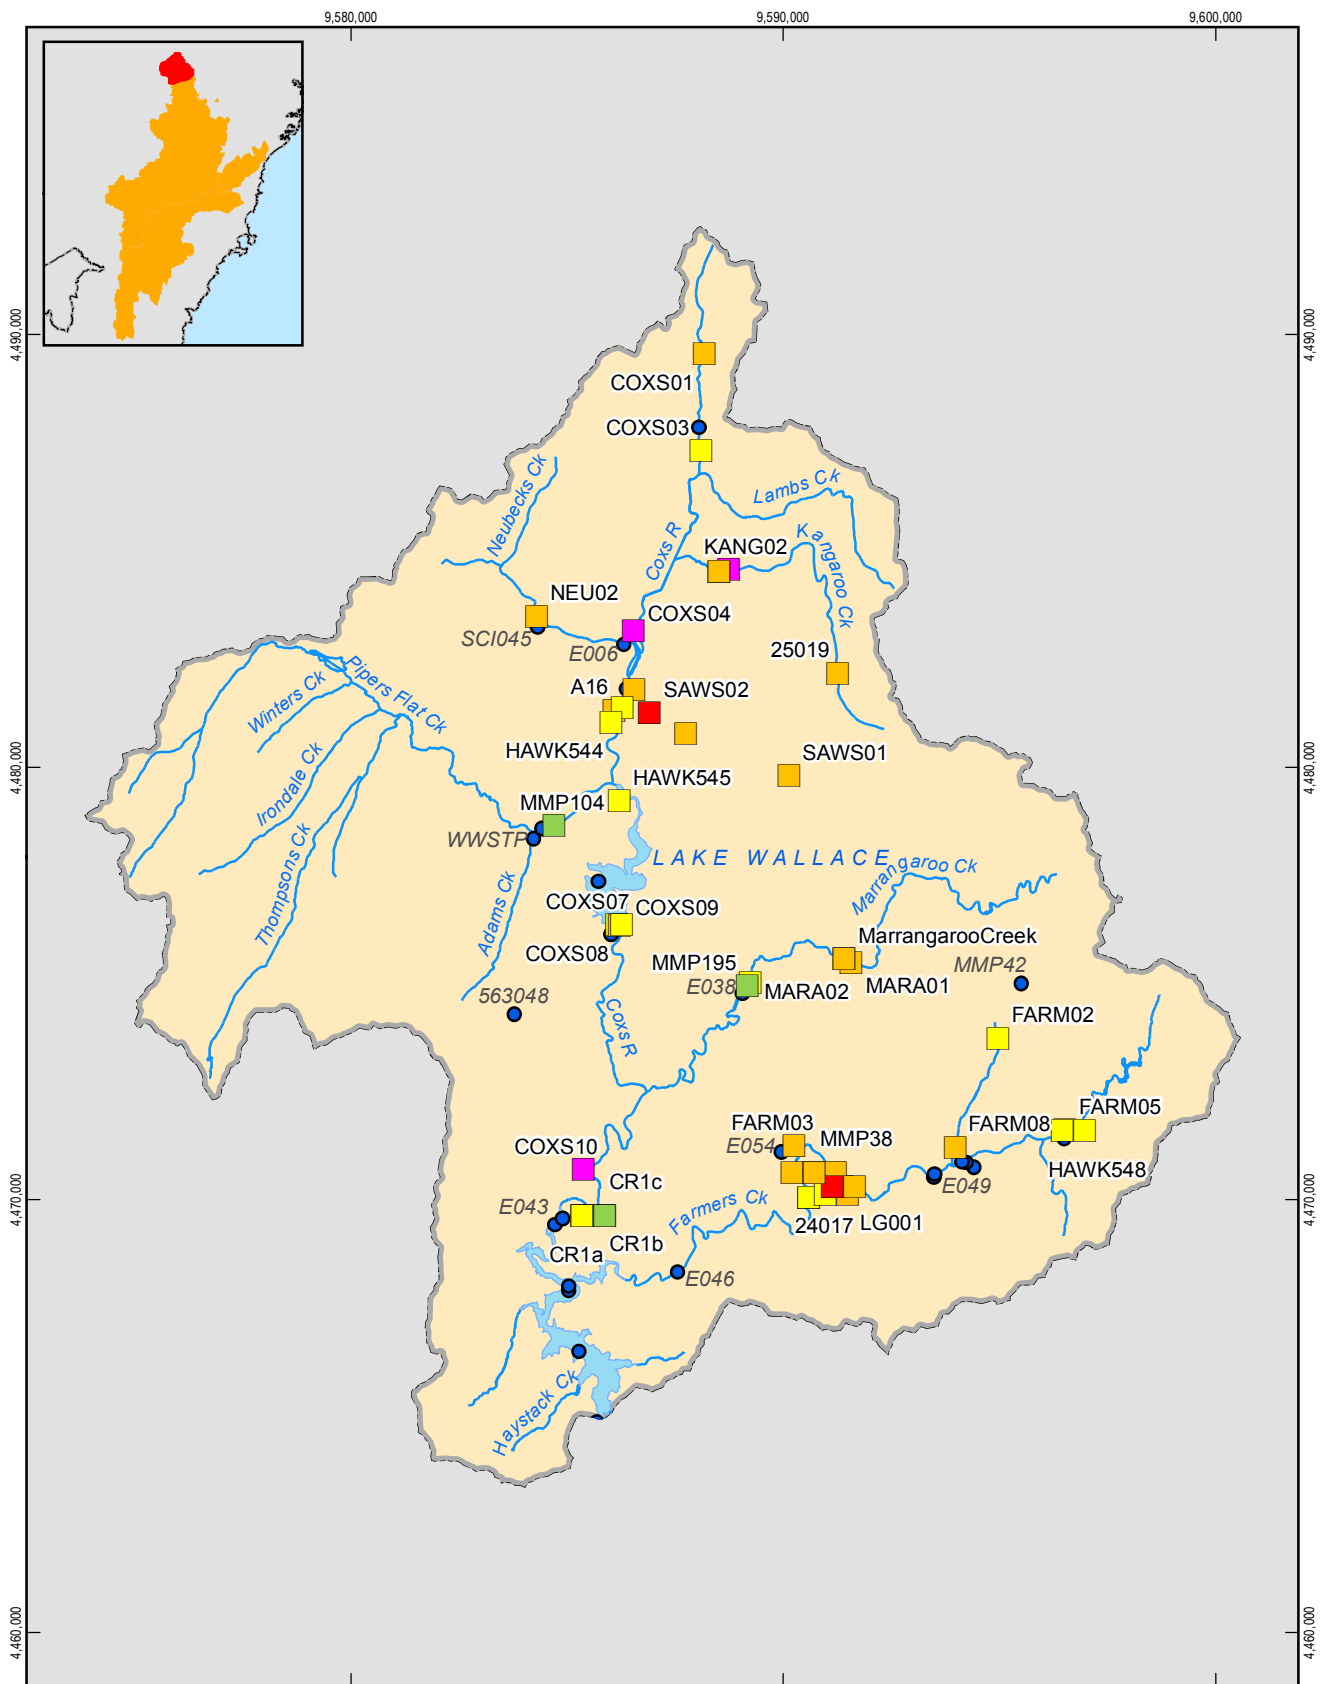 9,580,000
9,590,000
9,600,000
4,490,000
4,490,000
COXS01
COXS03
Neubecks Ck
Lambs Ck
Coxs R
KANG02
Kangaroo Ck
NEU02
COXS04
SCI045
E006
25019
Pipers Flat Ck
A16
SAWS02
Winters Ck
HAWK544
SAWS01
4,480,000
4,480,000
HAWK545
Irondale Ck
MMP104
WWSTP
LAKE WALLACE
Marrangaroo Ck
Thompsons Ck
Adams Ck
COXS07
COXS09
COXS08
MarrangarooCreek
MMP195
MMP42
E038
MARA02
MARA01
563048
FARM02
Coxs R
FARM05
FARM03
MMP38
FARM08
E054
COXS10
HAWK548
CR1c
E049
4,470,000
4,470,000
E043
Farmers Ck
24017
LG001
CR1b
CR1a
E046
Haystack Ck
4,460,000
4,460,000